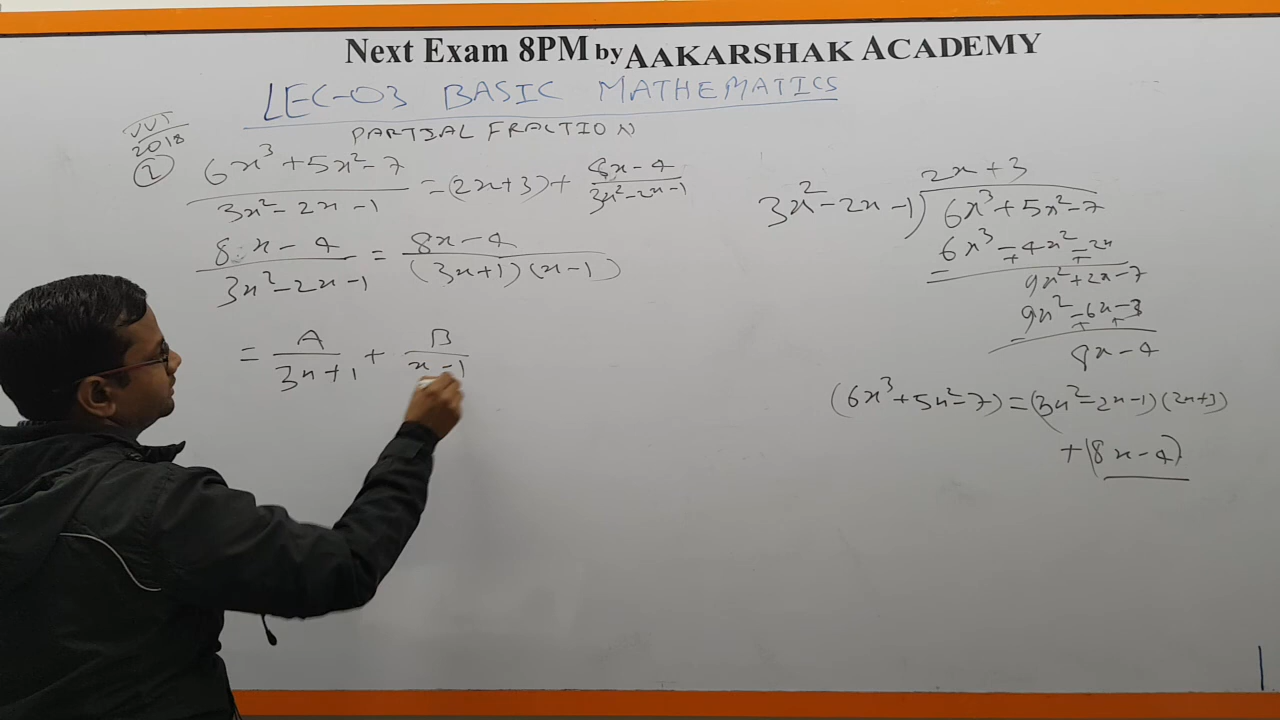 Next Exam 8PM by AAKARSHAK ACADEMY
LEC-03 BASIC MATHEMATICS
PARTIAL FRACTION
2018
② (6x³+5x²-7)/(3x²-2x-1) = (2x+3) + (8x-4)/(3x²-2x-1)
(8x-4)/(3x²-2x-1) = (8x-4)/((3x+1)(x-1))
= A/(3x+1) + B/(x-1)
2x+3
3x²-2x-1) 6x³+5x²-7
6x³-4x²-2x
- + +
9x²+2x-7
9x²-6x-3
- + +
8x-4
(6x³+5x²-7)=(3x²-2x-1)(2x+3)
+(8x-4)